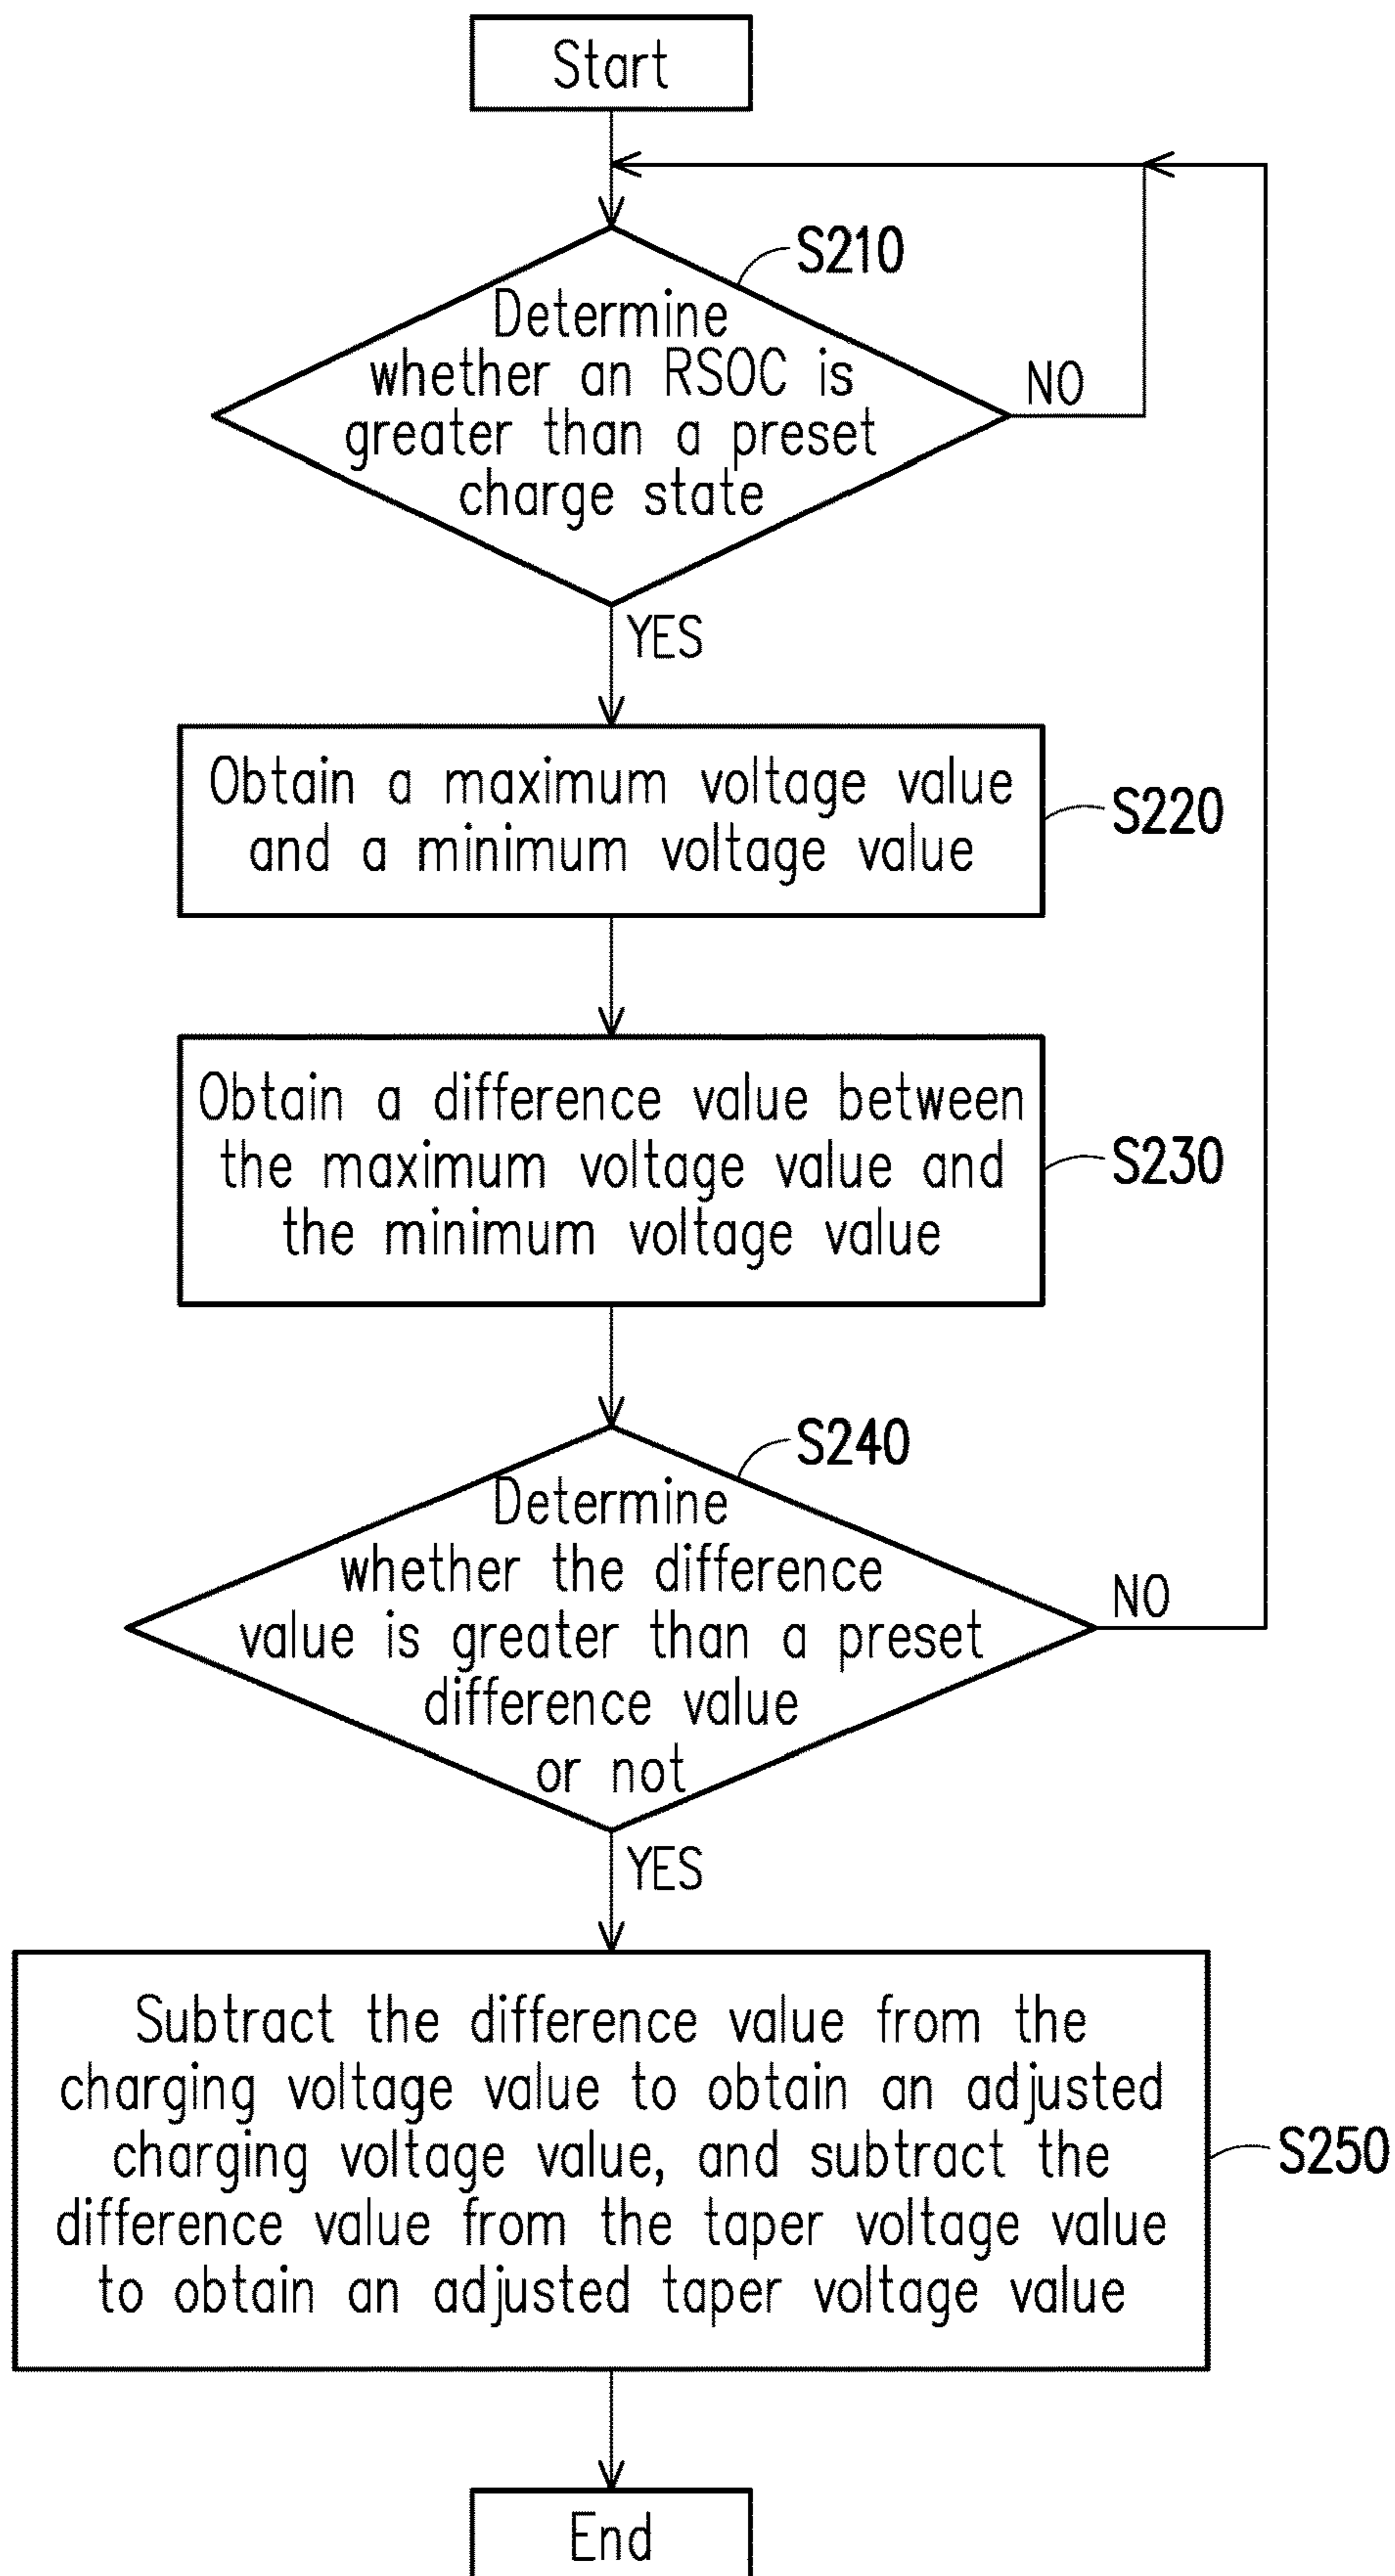 Start
S210
Determine
whether an RSOC is
greater than a preset
charge state
NO
YES
Obtain a maximum voltage value
and a minimum voltage value
S220
Obtain a difference value between
the maximum voltage value and
the minimum voltage value
S230
S240
Determine
whether the difference
value is greater than a preset
difference value
or not
NO
YES
Subtract the difference value from the
charging voltage value to obtain an adjusted
charging voltage value, and subtract the
difference value from the taper voltage value
to obtain an adjusted taper voltage value
S250
End